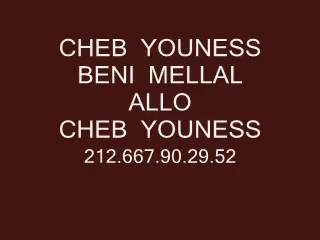 CHEB YOUNESS
BENI MELLAL
ALLO
CHEB YOUNESS
212.667.90.29.52